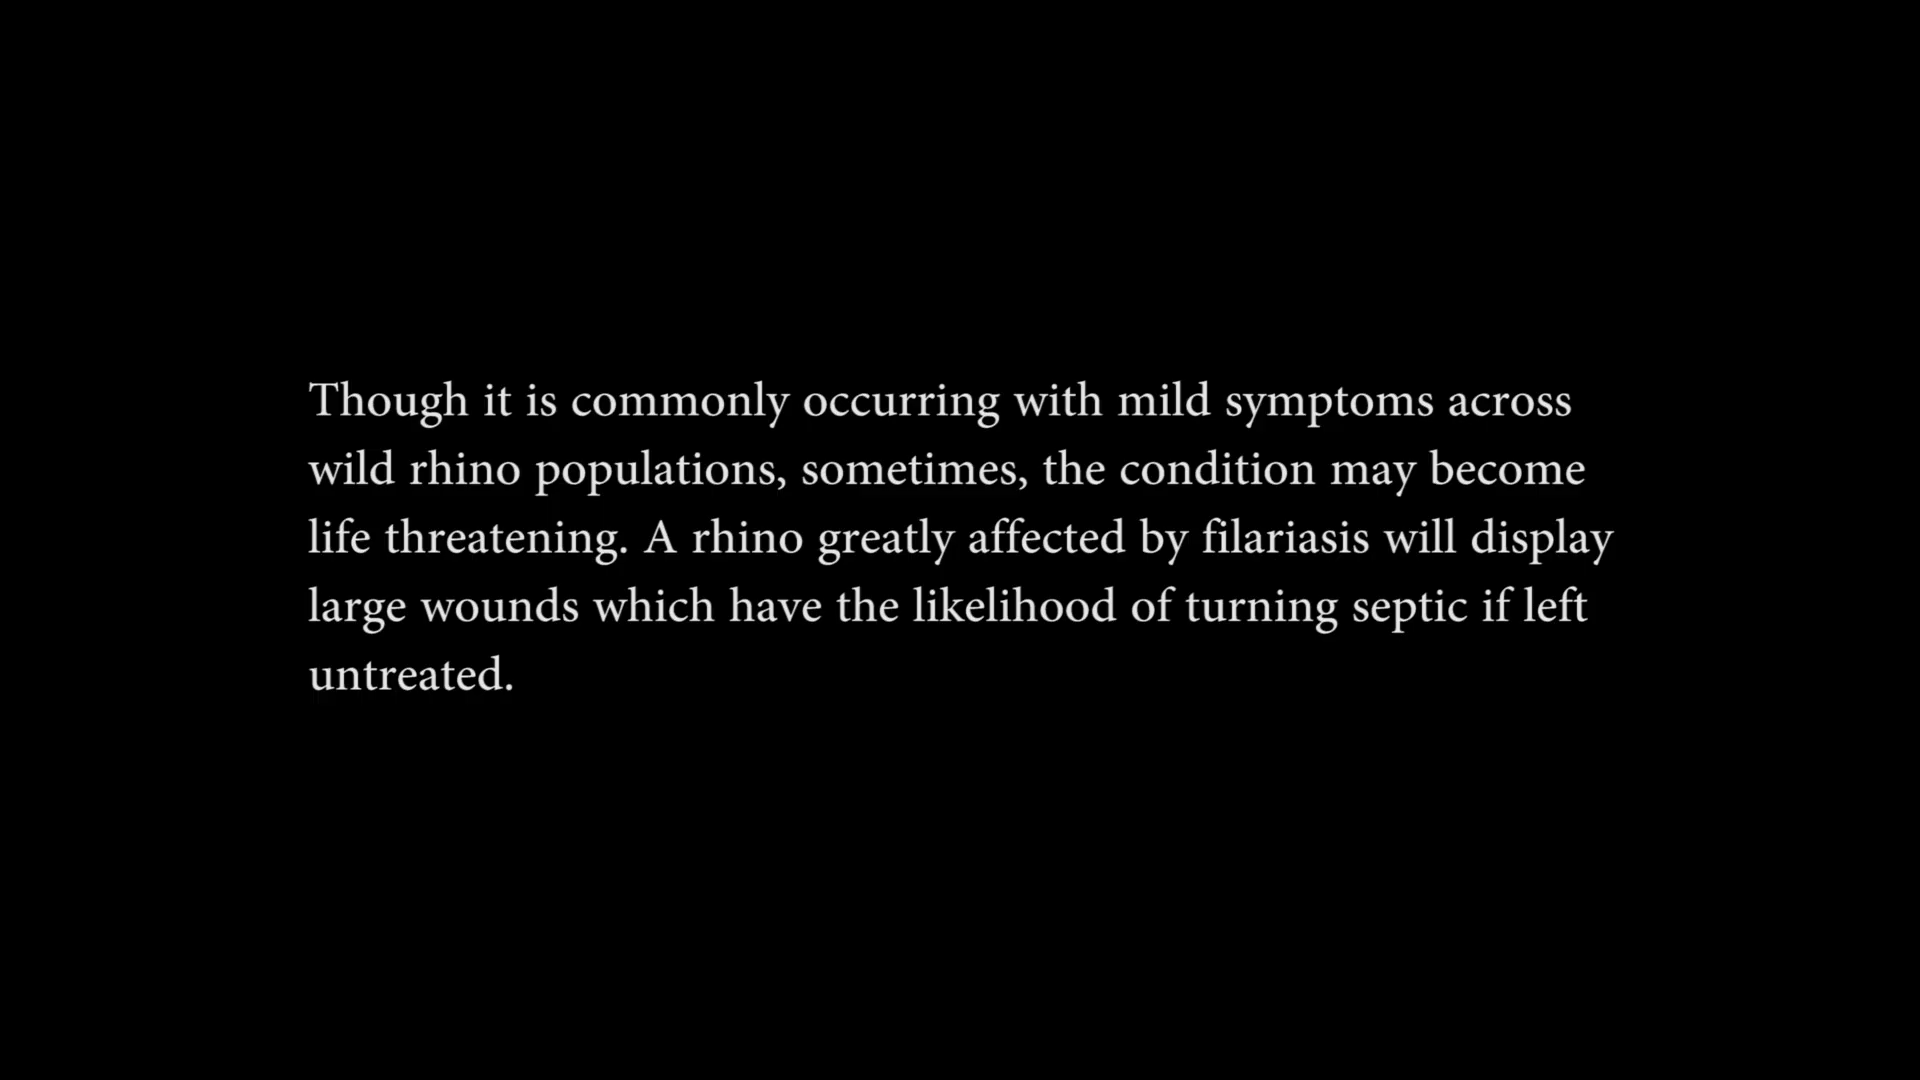 Though it is commonly occurring with mild symptoms across
wild rhino populations, sometimes, the condition may become
life threatening. A rhino greatly affected by filariasis will display
large wounds which have the likelihood of turning septic if left
untreated.